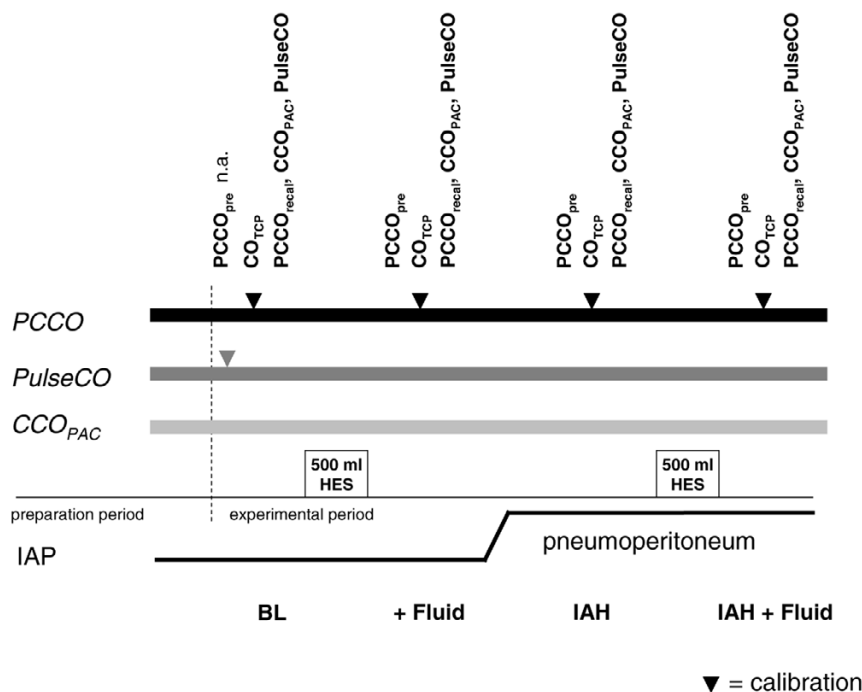 PCCOpre n.a.
COTCP
PCCOrecal, CCOPAC, PulseCO
PCCOpre
COTCP
PCCOrecal, CCOPAC, PulseCO
PCCOpre
COTCP
PCCOrecal, CCOPAC, PulseCO
PCCOpre
COTCP
PCCOrecal, CCOPAC, PulseCO
PCCO
PulseCO
CCOPAC
500 ml
HES
500 ml
HES
preparation period
experimental period
IAP
pneumoperitoneum
BL
+ Fluid
IAH
IAH + Fluid
▼ = calibration